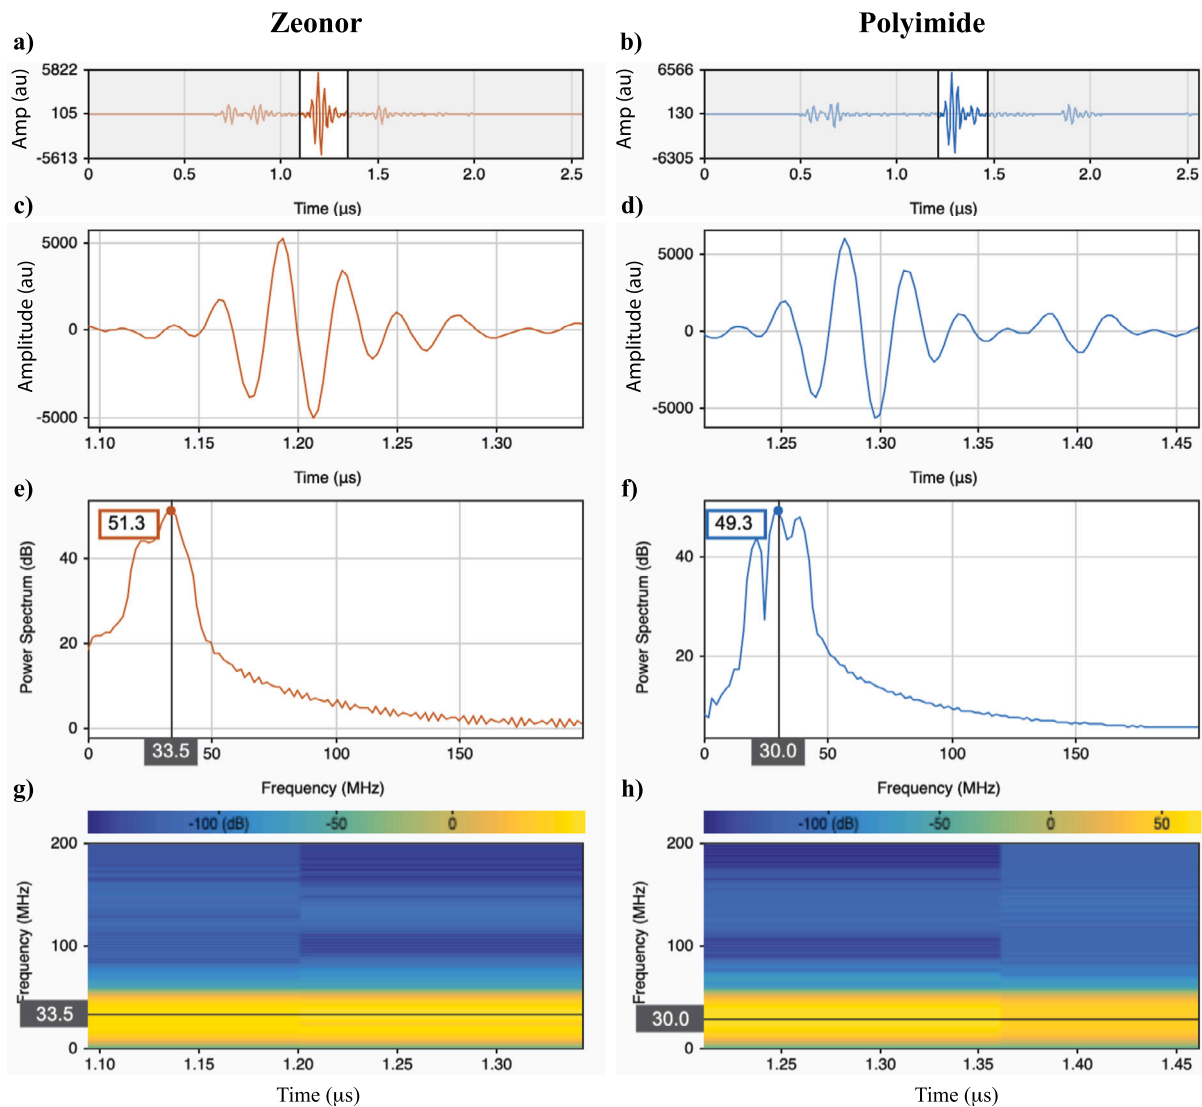 Zeonor
Polyimide
a)
b)
5822
105
-5613
Amp (au)
0 0.5 1.0 1.5 2.0 2.5
Time (µs)
6566
130
-6305
Amp (au)
0 0.5 1.0 1.5 2.0 2.5
Time (µs)
c)
d)
5000
0
-5000
Amplitude (au)
1.10 1.15 1.20 1.25 1.30
Time (µs)
5000
0
-5000
Amplitude (au)
1.25 1.30 1.35 1.40 1.45
Time (µs)
e)
f)
51.3
40
20
0
Power Spectrum (dB)
0 33.5 50 100 150
Frequency (MHz)
49.3
40
20
Power Spectrum (dB)
0 30.0 50 100 150
Frequency (MHz)
g)
h)
-100 (dB) -50 0
200
100
33.5
0
Frequency (MHz)
1.10 1.15 1.20 1.25 1.30
Time (µs)
-100 (dB) -50 0 50
200
100
30.0
0
Frequency (MHz)
1.25 1.30 1.35 1.40 1.45
Time (µs)